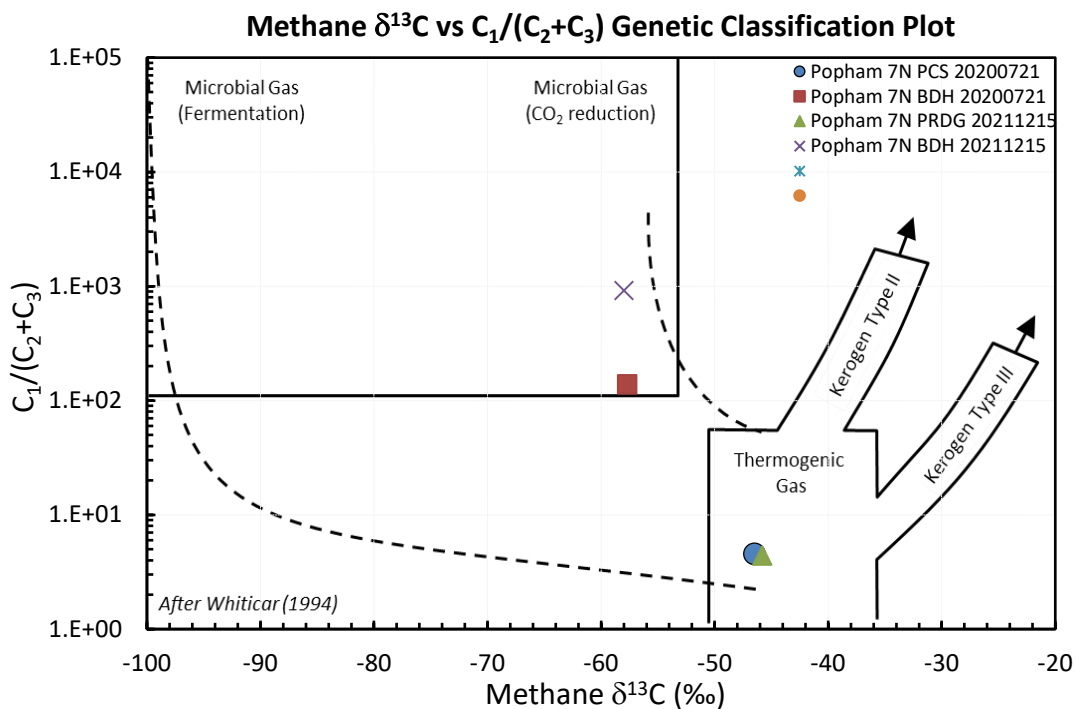 Methane δ¹³C vs C₁/(C₂+C₃) Genetic Classification Plot
1.E+05
1.E+04
1.E+03
1.E+02
1.E+01
1.E+00
C₁/(C₂+C₃)
Microbial Gas
(Fermentation)
Microbial Gas
(CO₂ reduction)
Popham 7N PCS 20200721
Popham 7N BDH 20200721
Popham 7N PRDG 20211215
Popham 7N BDH 20211215
Kerogen Type II
Kerogen Type III
Thermogenic
Gas
After Whiticar (1994)
-100 -90 -80 -70 -60 -50 -40 -30 -20
Methane δ¹³C (‰)